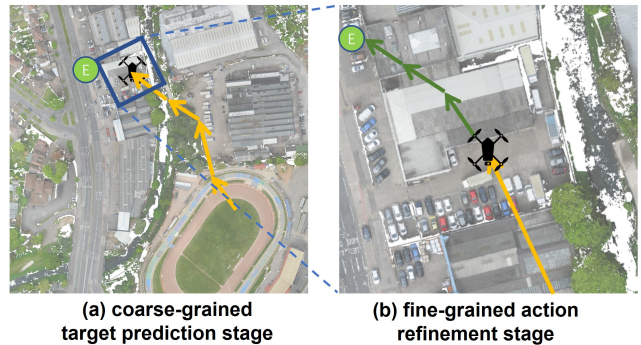 E
E
(a) coarse-grained
target prediction stage
(b) fine-grained action
refinement stage